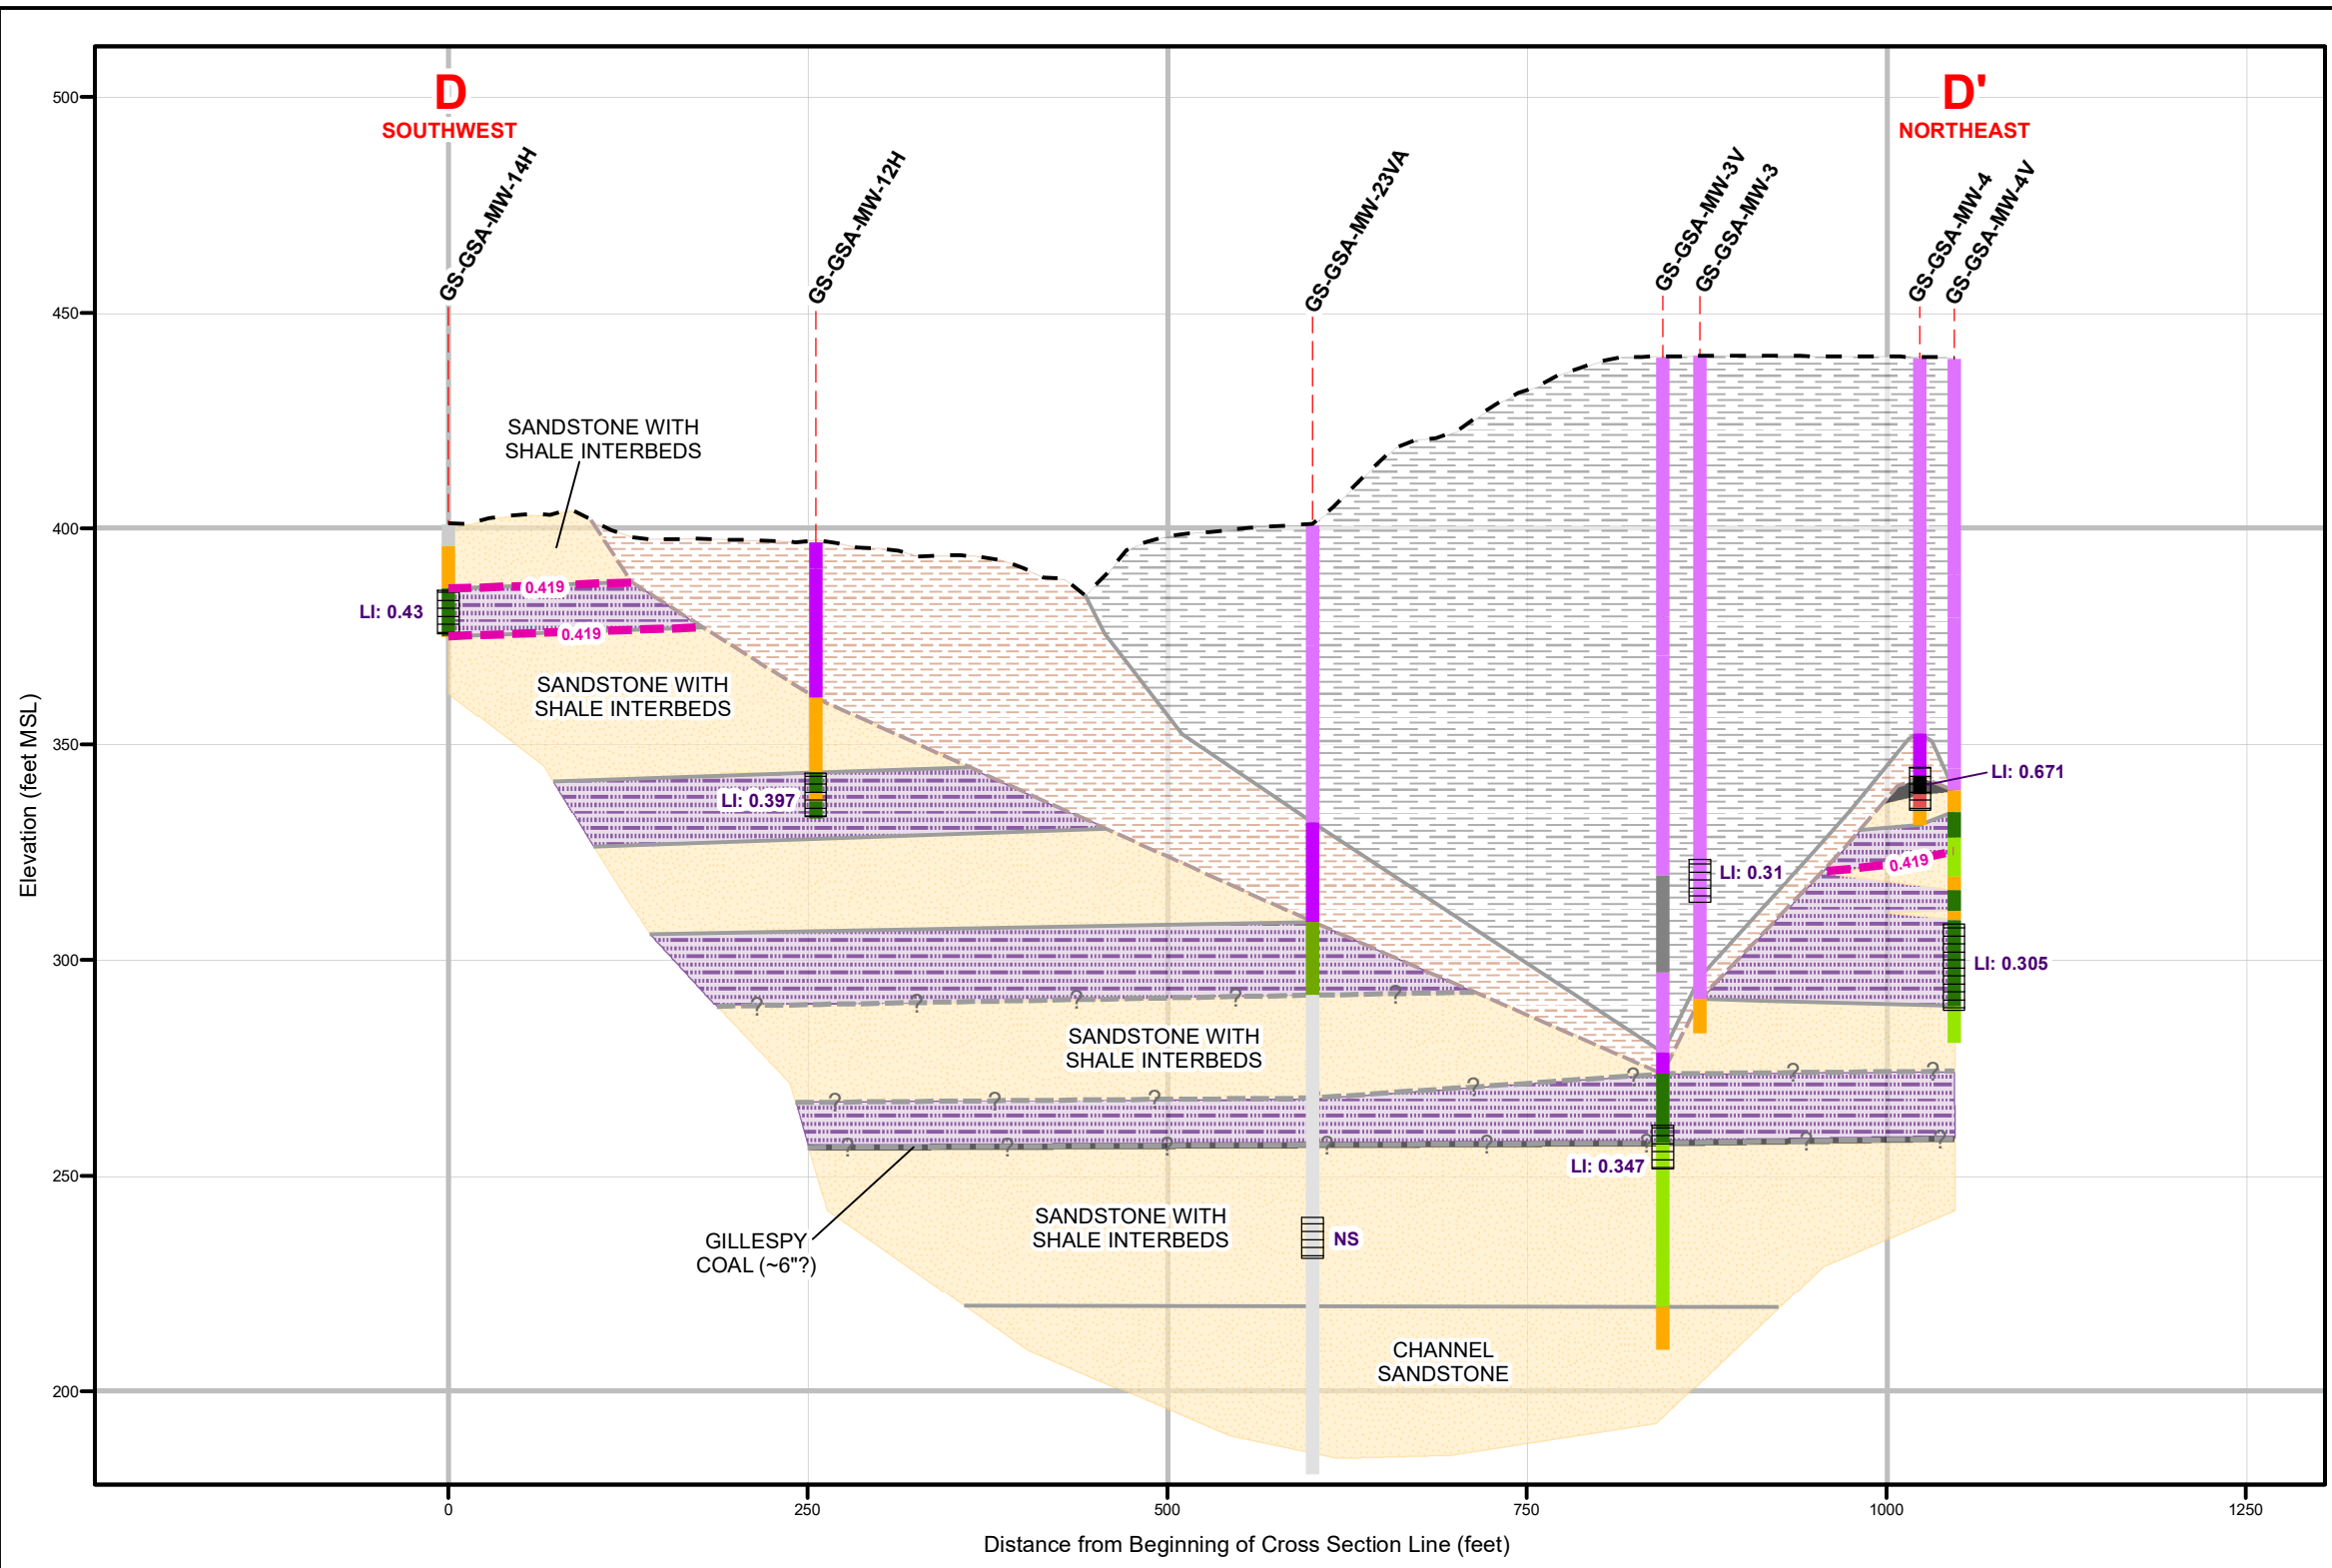 D
SOUTHWEST
D'
NORTHEAST
GS-GSA-MW-14H
GS-GSA-MW-12H
GS-GSA-MW-23VA
GS-GSA-MW-3V
GS-GSA-MW-3
GS-GSA-MW-4
GS-GSA-MW-4V
500
450
400
350
300
250
200
Elevation (feet MSL)
SANDSTONE WITH
SHALE INTERBEDS
0.419
LI: 0.43
0.419
SANDSTONE WITH
SHALE INTERBEDS
LI: 0.397
LI: 0.671
LI: 0.31
0.419
LI: 0.305
? ? ? ? ?
SANDSTONE WITH
SHALE INTERBEDS
? ? ? ? ? ? ?
? ? ? ? ? ? ? ?
LI: 0.347
SANDSTONE WITH
SHALE INTERBEDS
NS
GILLESPY
COAL (~6"?)
CHANNEL
SANDSTONE
0
250
500
750
1000
1250
Distance from Beginning of Cross Section Line (feet)